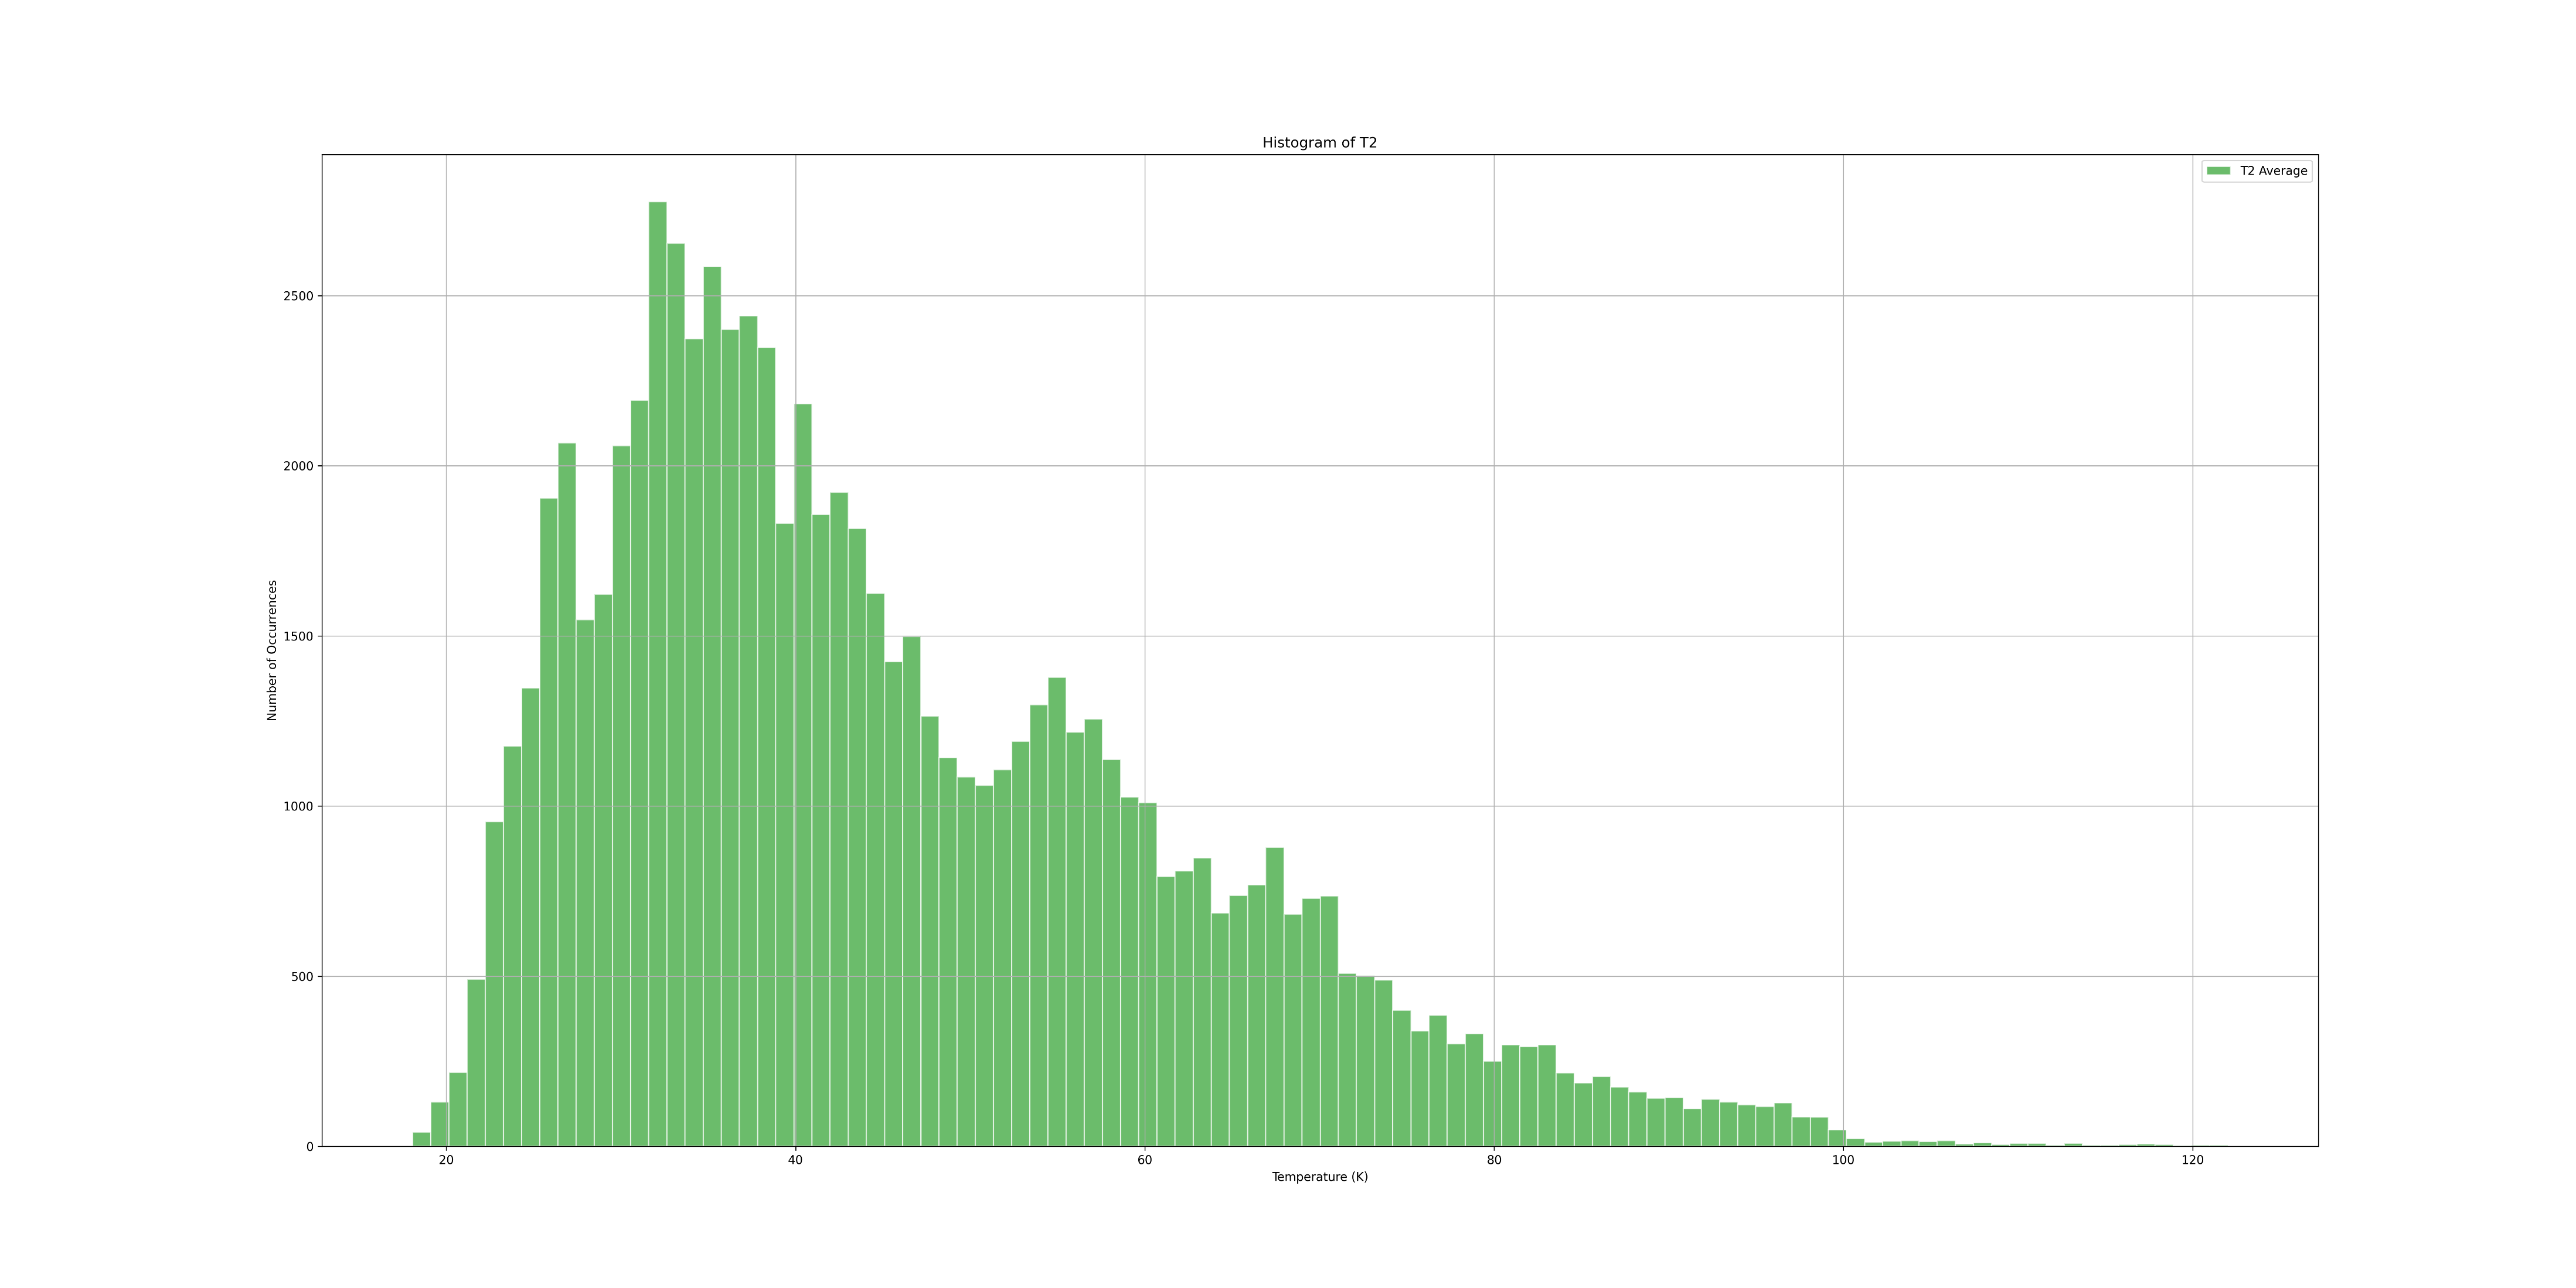 Histogram of T2
T2 Average
Number of Occurrences
2500
2000
1500
1000
500
0
20 40 60 80 100 120
Temperature (K)